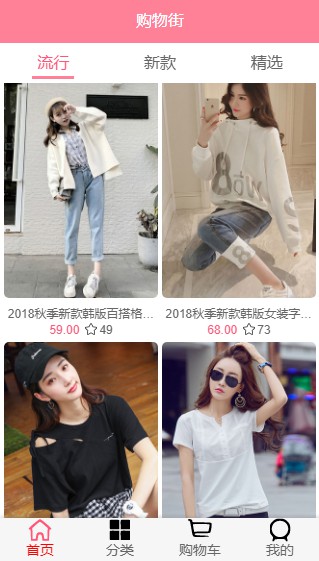 购物街
流行 新款 精选
2018秋季新款韩版百搭格... 2018秋季新款韩版女装字...
59.00 49 68.00 73
首页 分类 购物车 我的